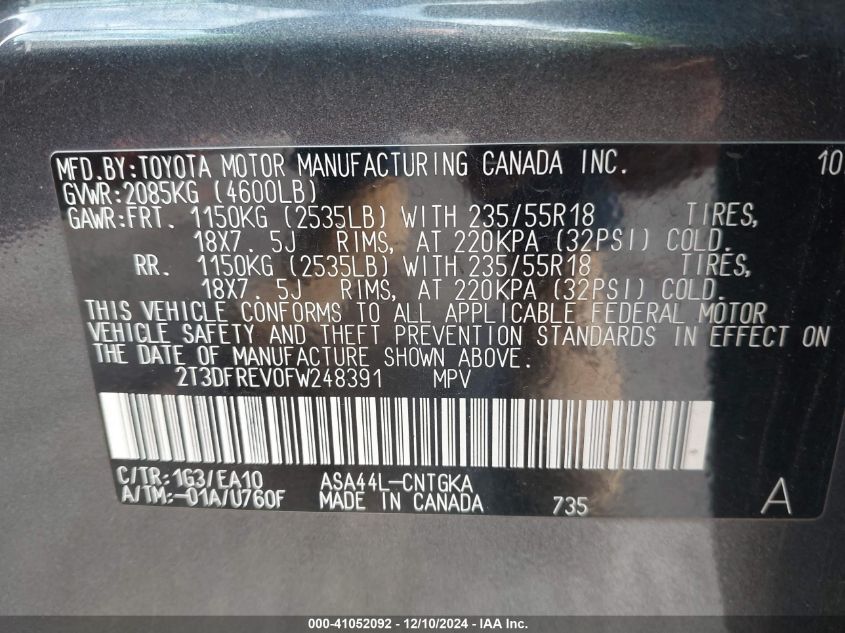 MFD.BY:TOYOTA MOTOR MANUFACTURING CANADA INC. 10
GVWR:2085KG (4600LB)
GAWR:FRT. 1150KG (2535LB) WITH 235/55R18 TIRES,
18X7. 5J RIMS, AT 220KPA (32PSI) COLD.
RR. 1150KG (2535LB) WITH 235/55R18 TIRES,
18X7. 5J RIMS, AT 220KPA (32PSI) COLD.
THIS VEHICLE CONFORMS TO ALL APPLICABLE FEDERAL MOTOR
VEHICLE SAFETY AND THEFT PREVENTION STANDARDS IN EFFECT ON
THE DATE OF MANUFACTURE SHOWN ABOVE.
2T3DFREV0FW248391 MPV
C/TR:1G3/EA10 ASA44L-CNTGKA
A/TM:-01A/U760F MADE IN CANADA 735 A
000-41052092 - 12/10/2024 - IAA Inc.